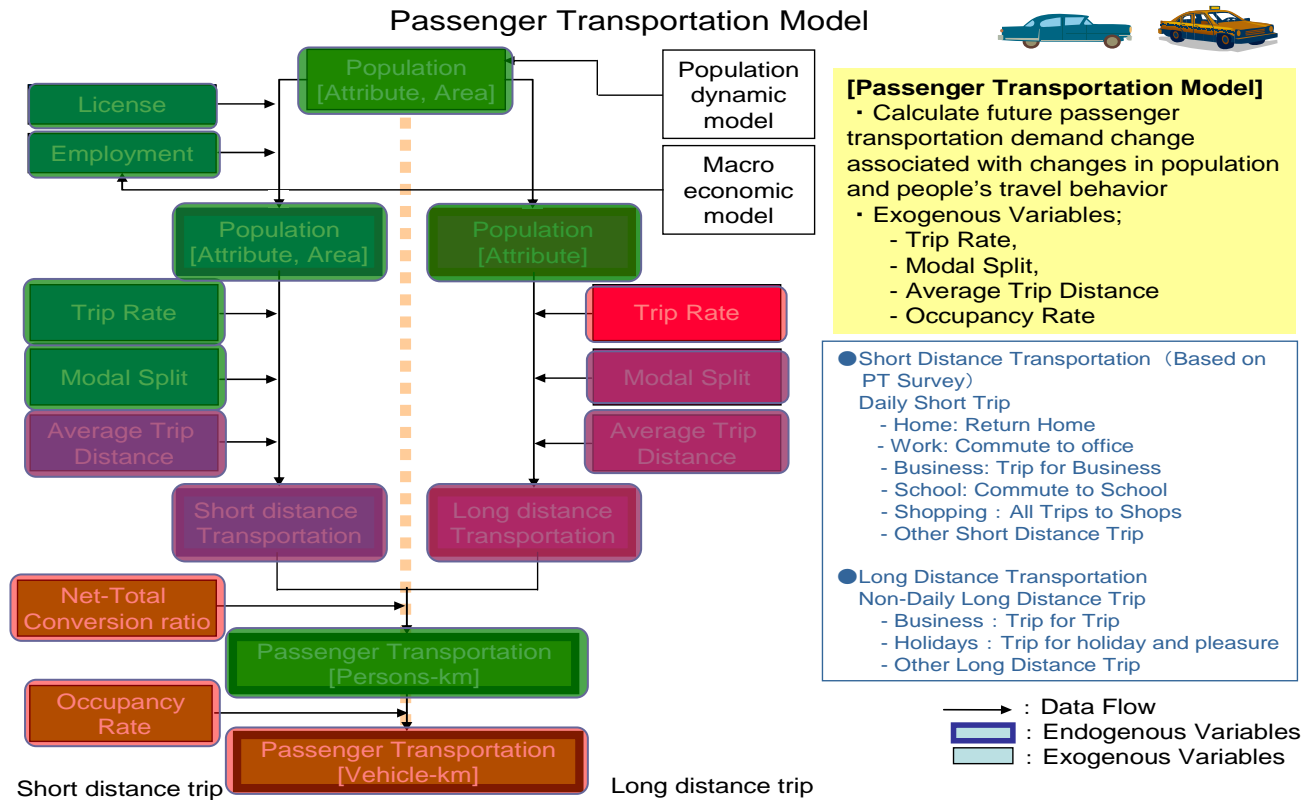 Passenger Transportation Model
Population
[Attribute, Area]
Population
dynamic
model
License
Employment
Macro
economic
model
Population
[Attribute, Area]
Population
[Attribute]
Trip Rate
Trip Rate
Modal Split
Modal Split
Average Trip
Distance
Average Trip
Distance
Short distance
Transportation
Long distance
Transportation
Net-Total
Conversion ratio
Passenger Transportation
[Persons-km]
Occupancy
Rate
Passenger Transportation
[Vehicle-km]
Short distance trip
Long distance trip
[Passenger Transportation Model]
・ Calculate future passenger
transportation demand change
associated with changes in population
and people's travel behavior
・ Exogenous Variables;
- Trip Rate,
- Modal Split,
- Average Trip Distance
- Occupancy Rate
●Short Distance Transportation（Based on
PT Survey）
Daily Short Trip
- Home: Return Home
- Work: Commute to office
- Business: Trip for Business
- School: Commute to School
- Shopping：All Trips to Shops
- Other Short Distance Trip
●Long Distance Transportation
Non-Daily Long Distance Trip
- Business：Trip for Trip
- Holidays：Trip for holiday and pleasure
- Other Long Distance Trip
: Data Flow
: Endogenous Variables
: Exogenous Variables